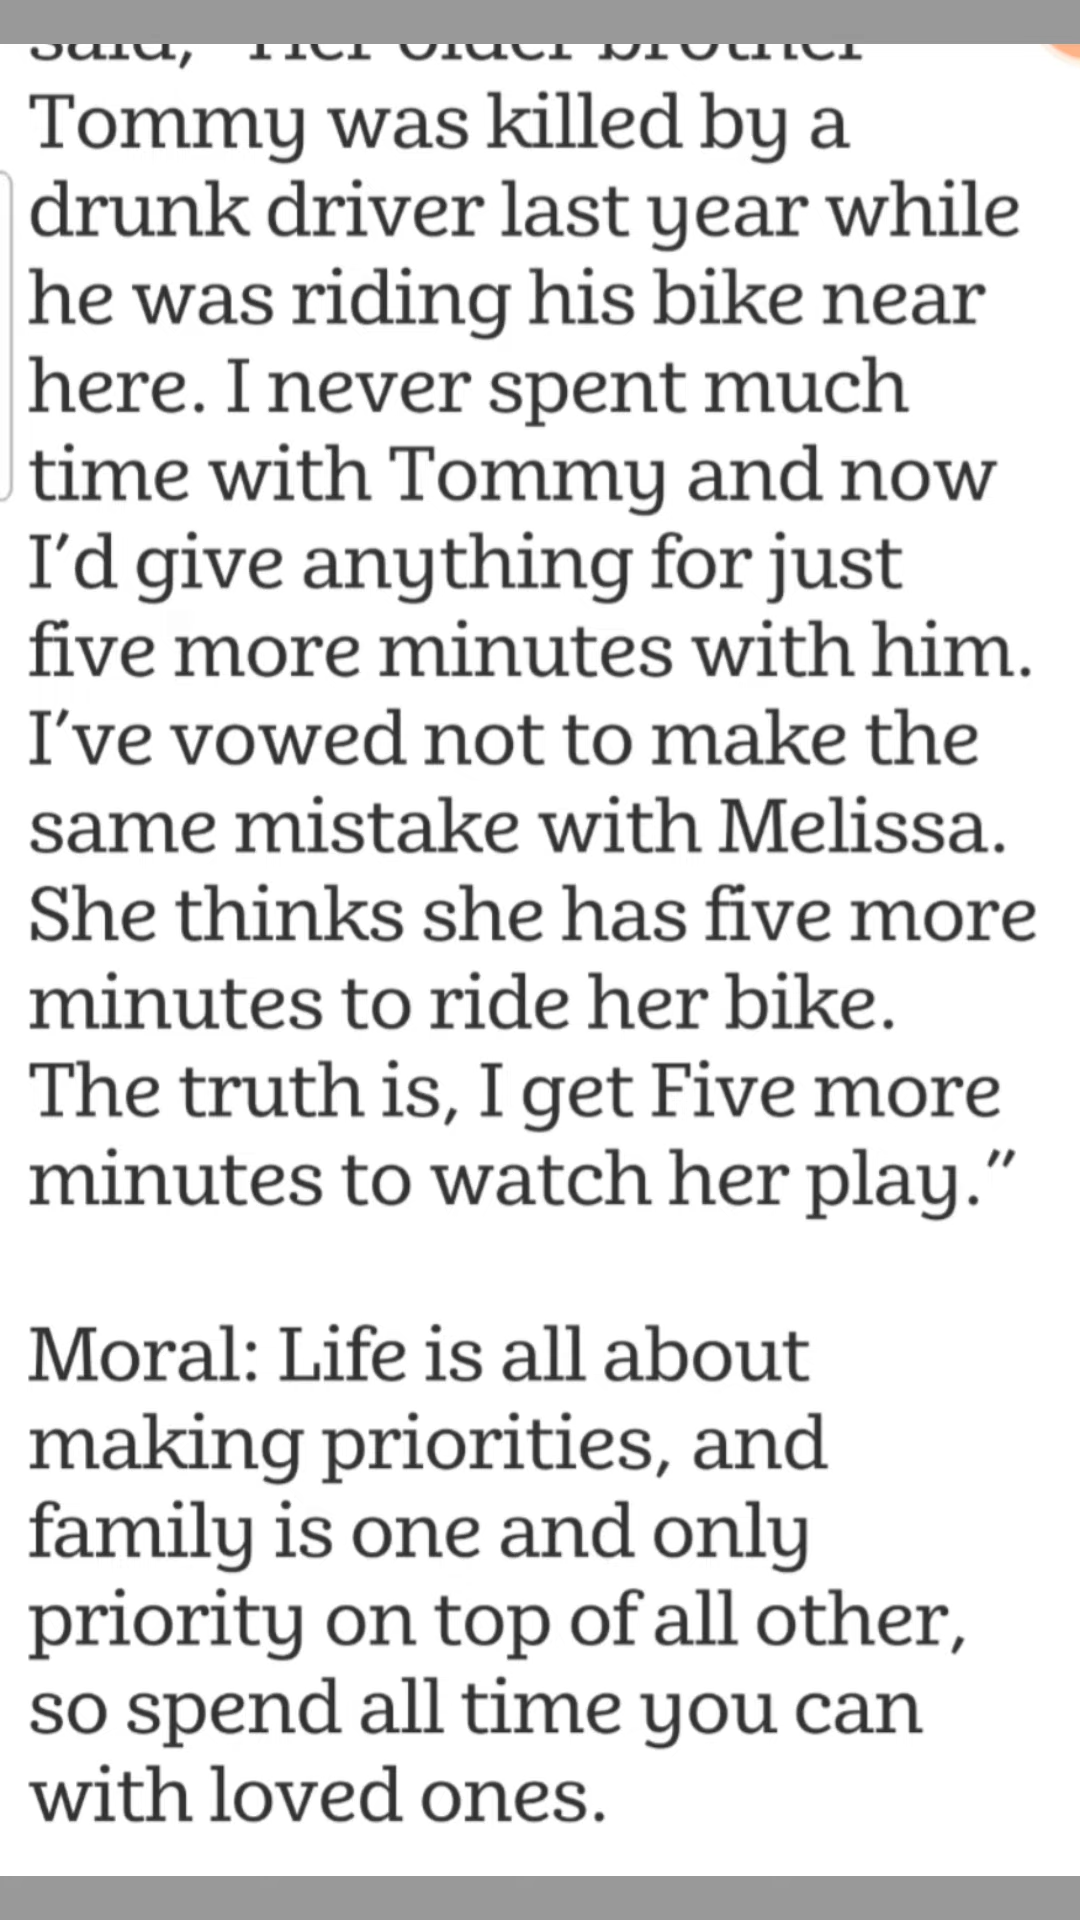 said, "Her older brother
Tommy was killed by a
drunk driver last year while
he was riding his bike near
here. I never spent much
time with Tommy and now
I’d give anything for just
five more minutes with him.
I’ve vowed not to make the
same mistake with Melissa.
She thinks she has five more
minutes to ride her bike.
The truth is, I get Five more
minutes to watch her play.”
Moral: Life is all about
making priorities, and
family is one and only
priority on top of all other,
so spend all time you can
with loved ones.